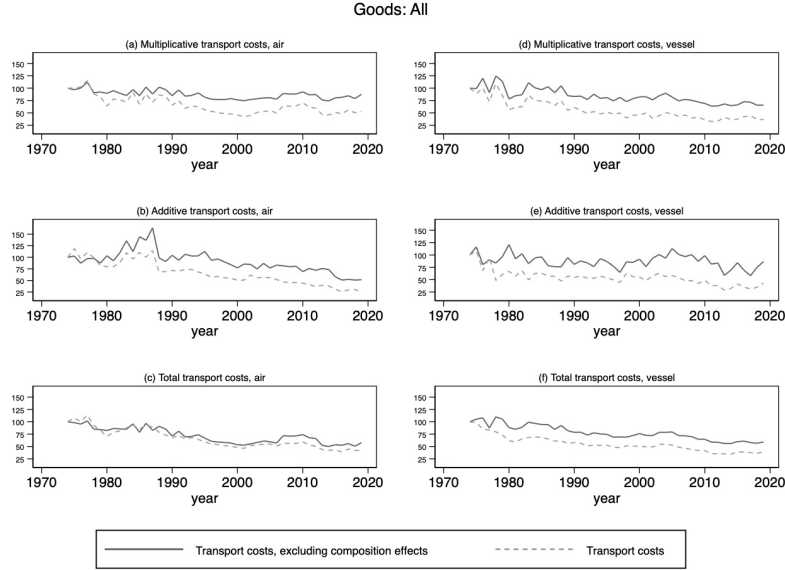 Goods: All
(a) Multiplicative transport costs, air
150
125
100
75
50
25
1970 1980 1990 2000 2010 2020
year
(d) Multiplicative transport costs, vessel
150
125
100
75
50
25
1970 1980 1990 2000 2010 2020
year
(b) Additive transport costs, air
150
125
100
75
50
25
1970 1980 1990 2000 2010 2020
year
(e) Additive transport costs, vessel
150
125
100
75
50
25
1970 1980 1990 2000 2010 2020
year
(c) Total transport costs, air
150
125
100
75
50
25
1970 1980 1990 2000 2010 2020
year
(f) Total transport costs, vessel
150
125
100
75
50
25
1970 1980 1990 2000 2010 2020
year
Transport costs, excluding composition effects Transport costs